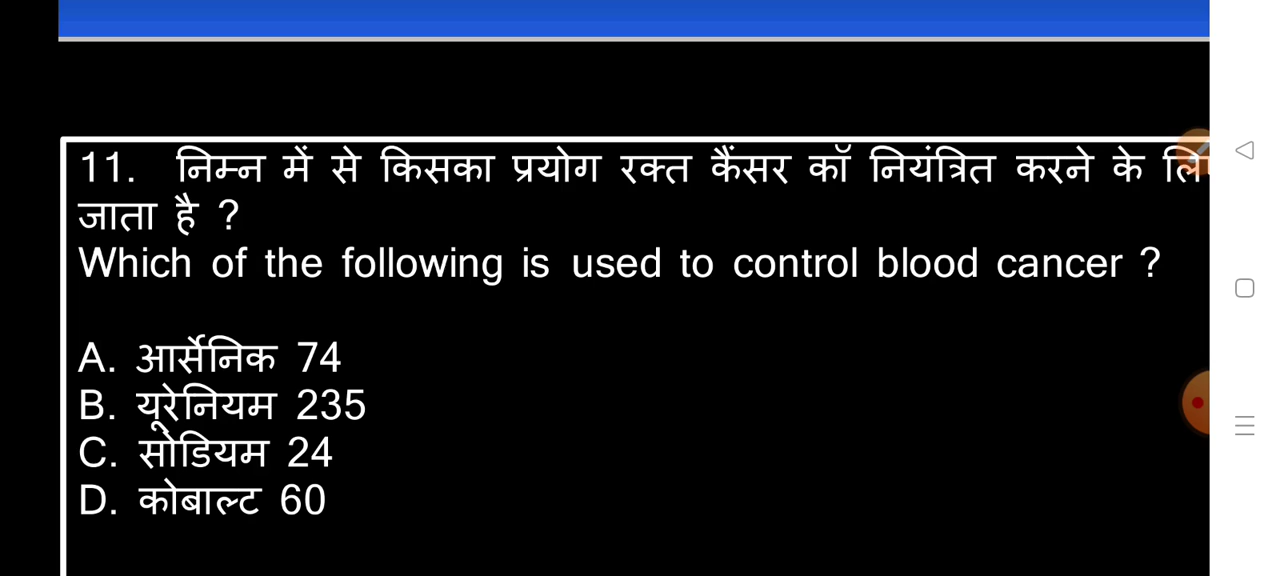 11. निम्न में से किसका प्रयोग रक्त कैंसर कॉ नियंत्रित करने के
जाता है ?
Which of the following is used to control blood cancer ?
A. आर्सेनिक 74
B. यूरेनियम 235
C. सोडियम 24
D. कोबाल्ट 60